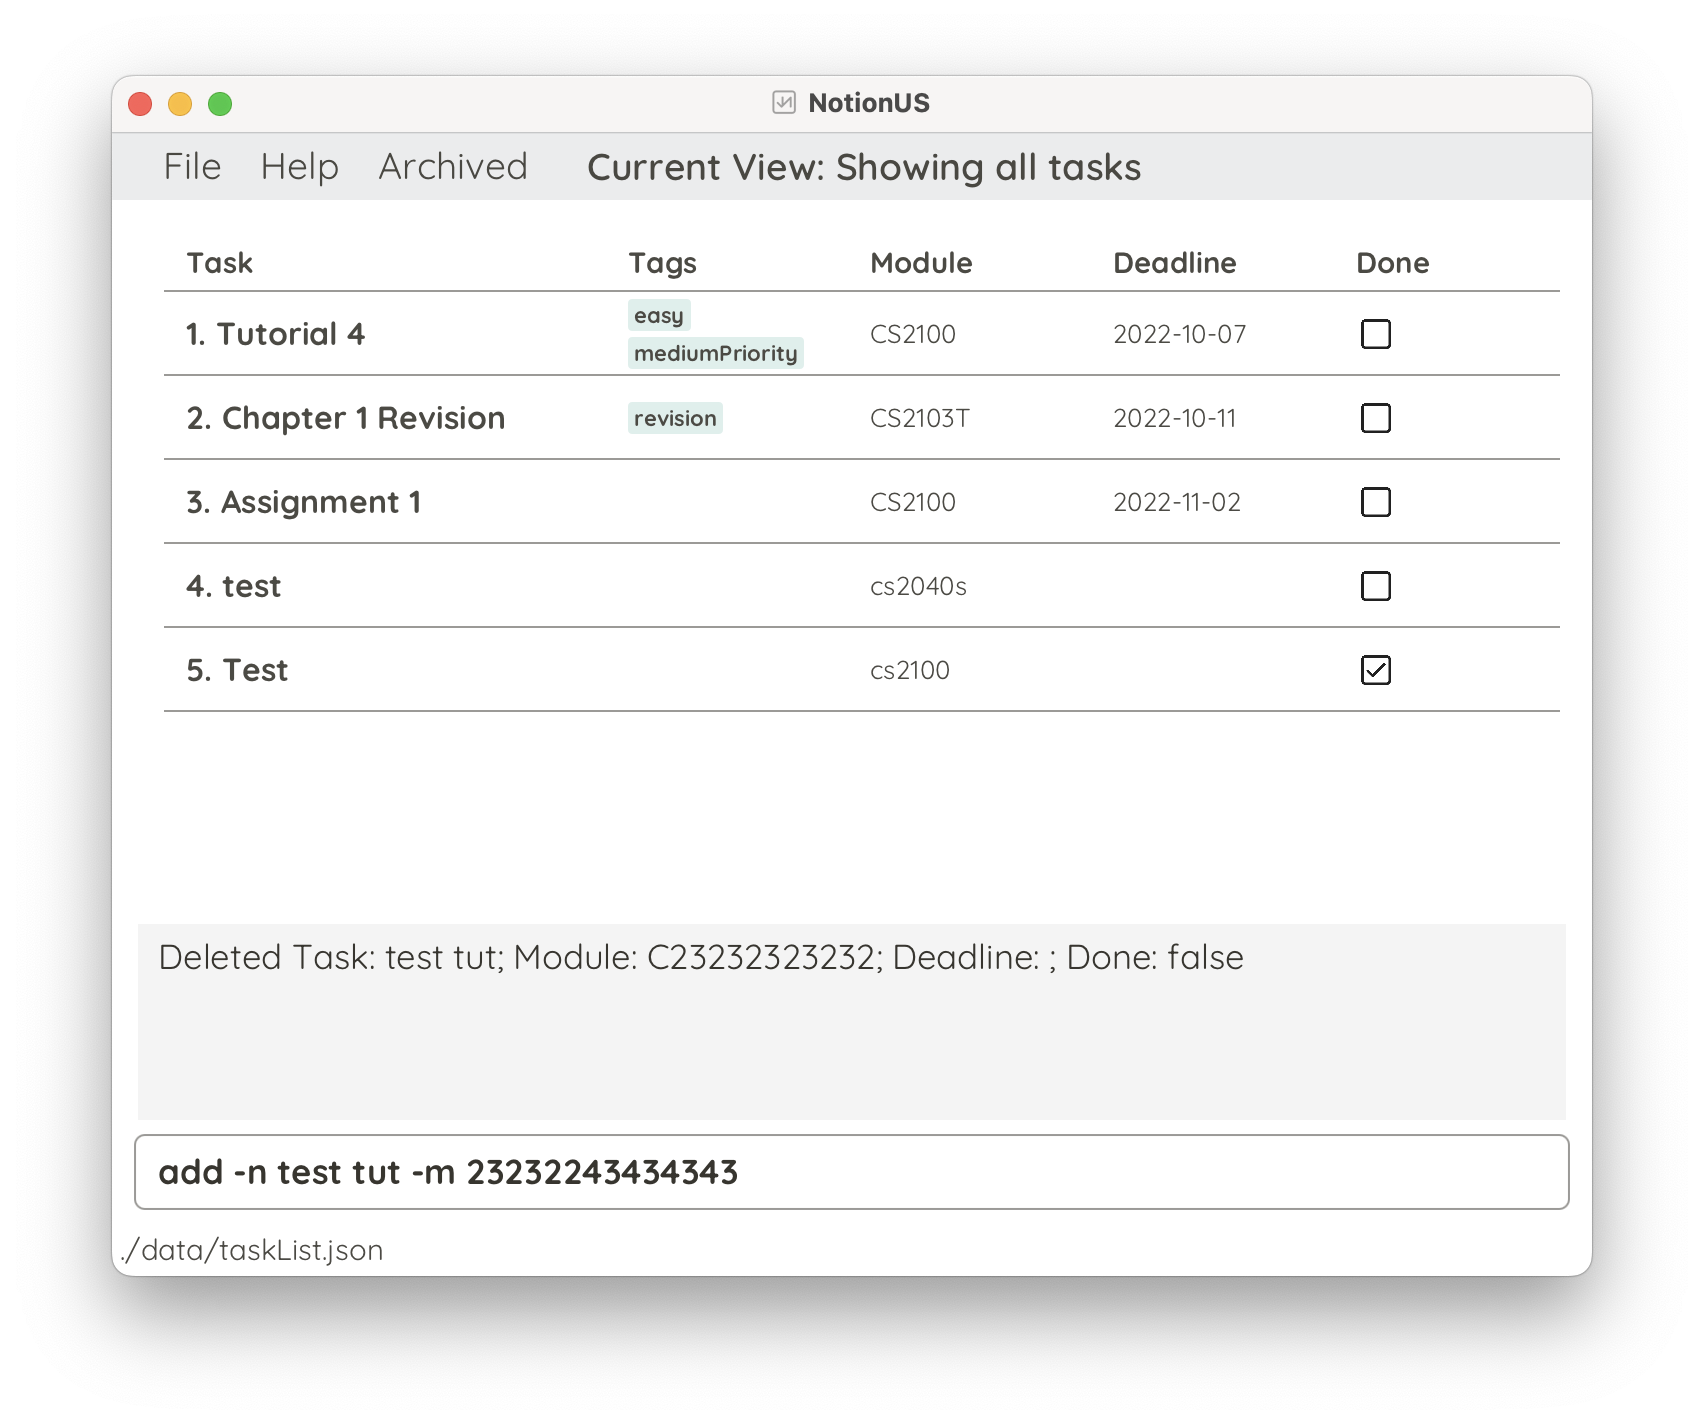 NotionUS
File Help Archived Current View: Showing all tasks
Task Tags Module Deadline Done
1. Tutorial 4 easy mediumPriority CS2100 2022-10-07
2. Chapter 1 Revision revision CS2103T 2022-10-11
3. Assignment 1 CS2100 2022-11-02
4. test cs2040s
5. Test cs2100
Deleted Task: test tut; Module: C23232323232; Deadline: ; Done: false
add -n test tut -m 23232243434343
./data/taskList.json